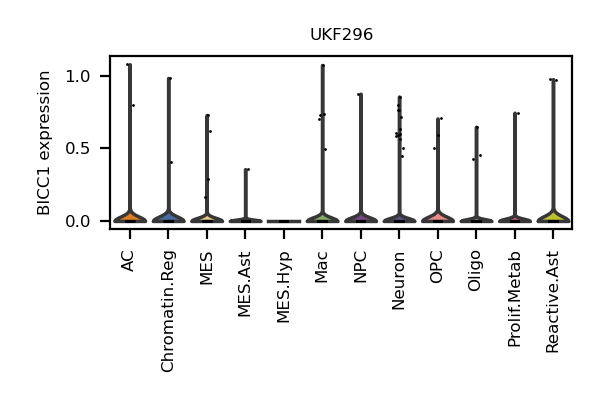 UKF296
BICC1 expression
1.0
0.5
0.0
AC
Chromatin.Reg
MES
MES.Ast
MES.Hyp
Mac
NPC
Neuron
OPC
Oligo
Prolif.Metab
Reactive.Ast